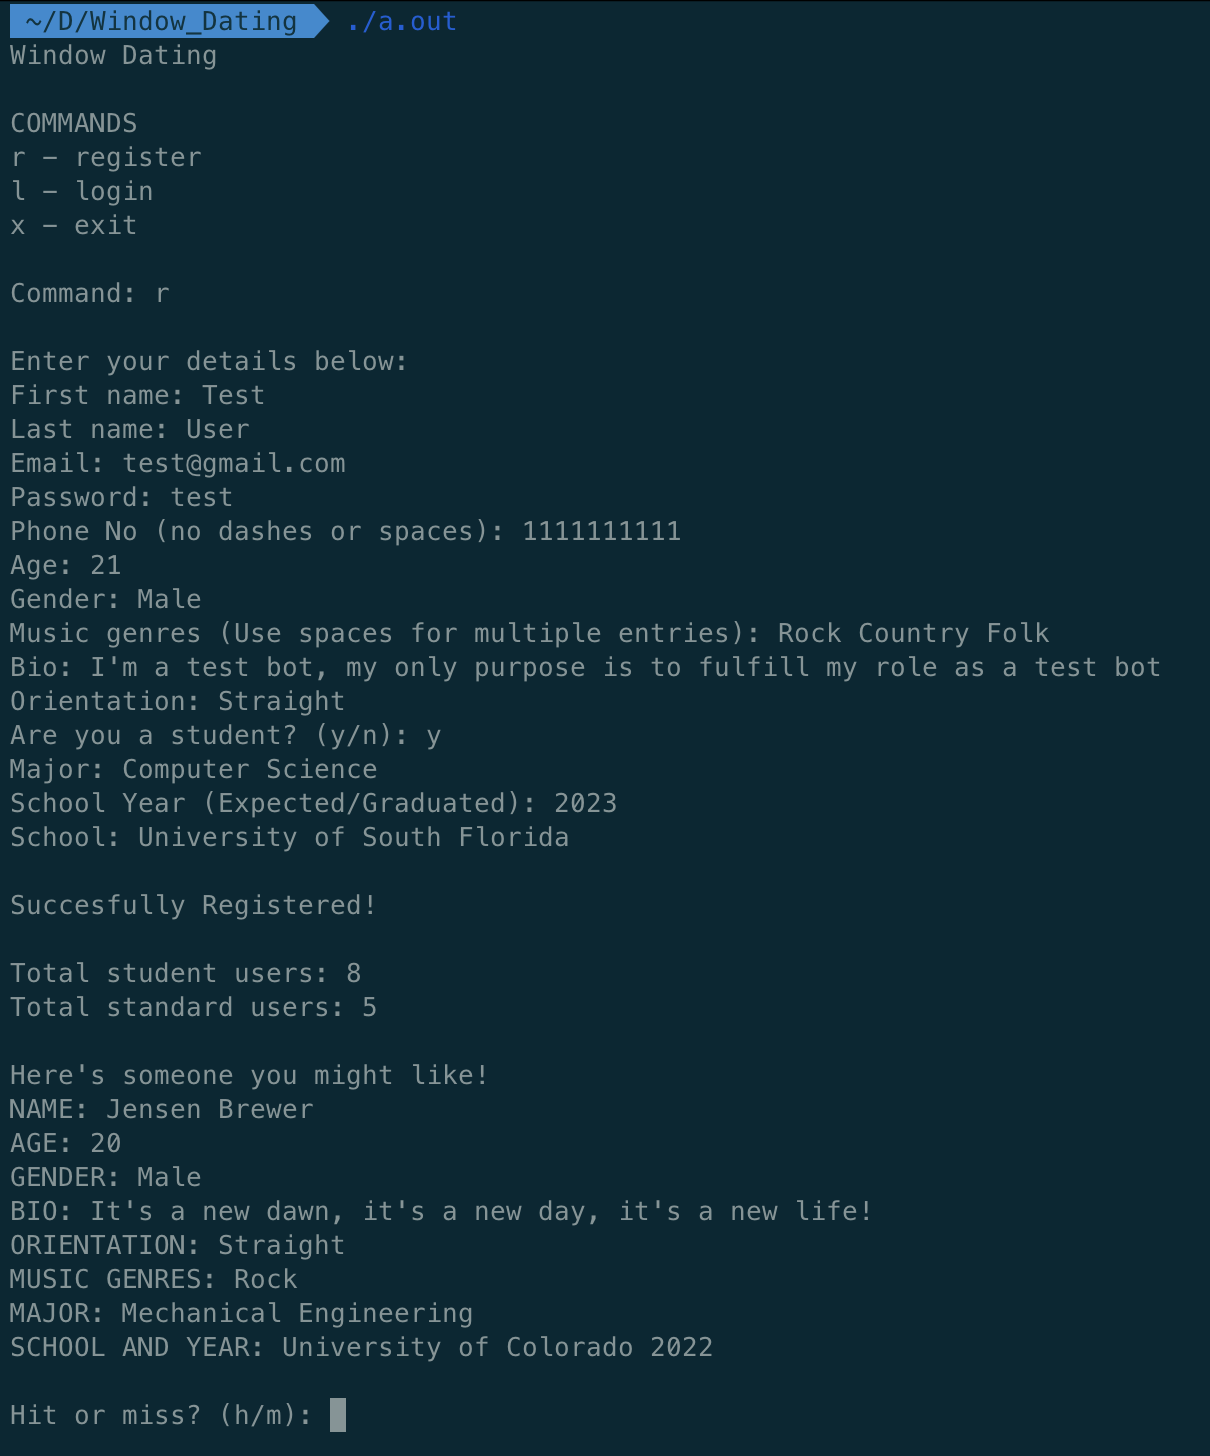 ~/D/Window_Dating ./a.out
Window Dating
COMMANDS
r – register
l – login
x – exit
Command: r
Enter your details below:
First name: Test
Last name: User
Email: test@gmail.com
Password: test
Phone No (no dashes or spaces): 1111111111
Age: 21
Gender: Male
Music genres (Use spaces for multiple entries): Rock Country Folk
Bio: I'm a test bot, my only purpose is to fulfill my role as a test bot
Orientation: Straight
Are you a student? (y/n): y
Major: Computer Science
School Year (Expected/Graduated): 2023
School: University of South Florida
Succesfully Registered!
Total student users: 8
Total standard users: 5
Here's someone you might like!
NAME: Jensen Brewer
AGE: 20
GENDER: Male
BIO: It's a new dawn, it's a new day, it's a new life!
ORIENTATION: Straight
MUSIC GENRES: Rock
MAJOR: Mechanical Engineering
SCHOOL AND YEAR: University of Colorado 2022
Hit or miss? (h/m):